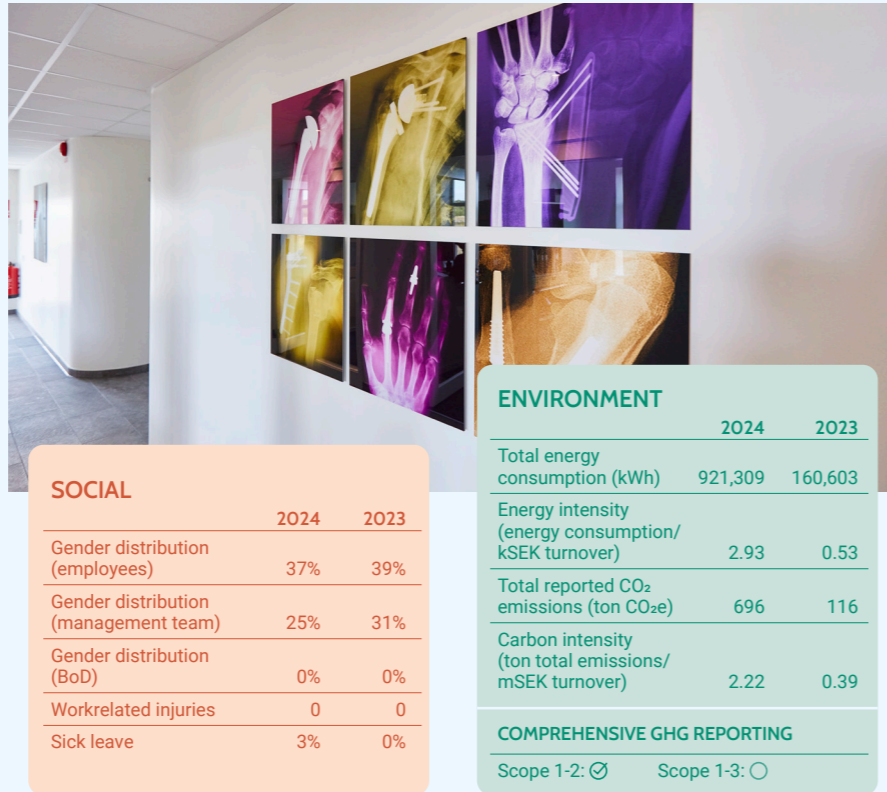 SOCIAL
2024 2023
Gender distribution
(employees) 37% 39%
Gender distribution
(management team) 25% 31%
Gender distribution
(BoD) 0% 0%
Workrelated injuries 0 0
Sick leave 3% 0%
ENVIRONMENT
2024 2023
Total energy
consumption (kWh) 921,309 160,603
Energy intensity
(energy consumption/
kSEK turnover) 2.93 0.53
Total reported CO₂
emissions (ton CO₂e) 696 116
Carbon intensity
(ton total emissions/
mSEK turnover) 2.22 0.39
COMPREHENSIVE GHG REPORTING
Scope 1-2: Scope 1-3: